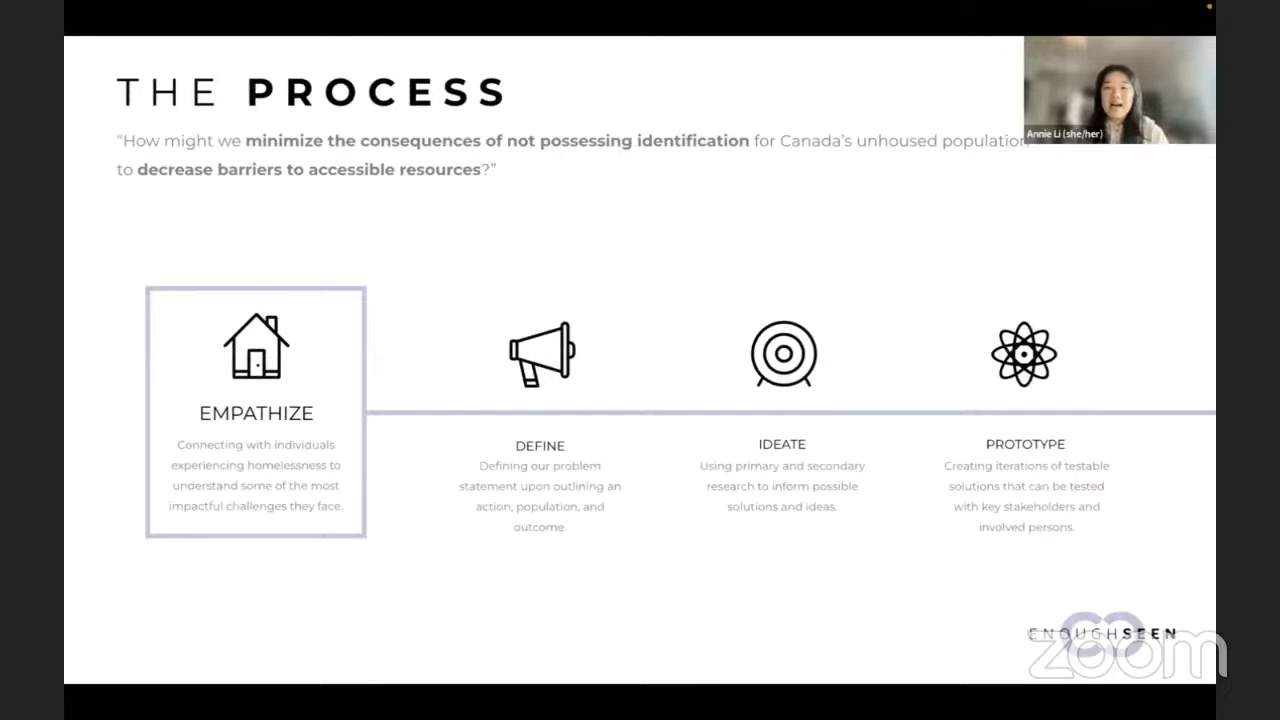 THE PROCESS
“How might we minimize the consequences of not possessing identification for Canada’s unhoused population
to decrease barriers to accessible resources?”
Annie Li (she/her)
EMPATHIZE
Connecting with individuals
experiencing homelessness to
understand some of the most
impactful challenges they face.
DEFINE
Defining our problem
statement upon outlining an
action, population, and
outcome.
IDEATE
Using primary and secondary
research to inform possible
solutions and ideas.
PROTOTYPE
Creating iterations of testable
solutions that can be tested
with key stakeholders and
involved persons.
ENOUGHSEEN
zoom